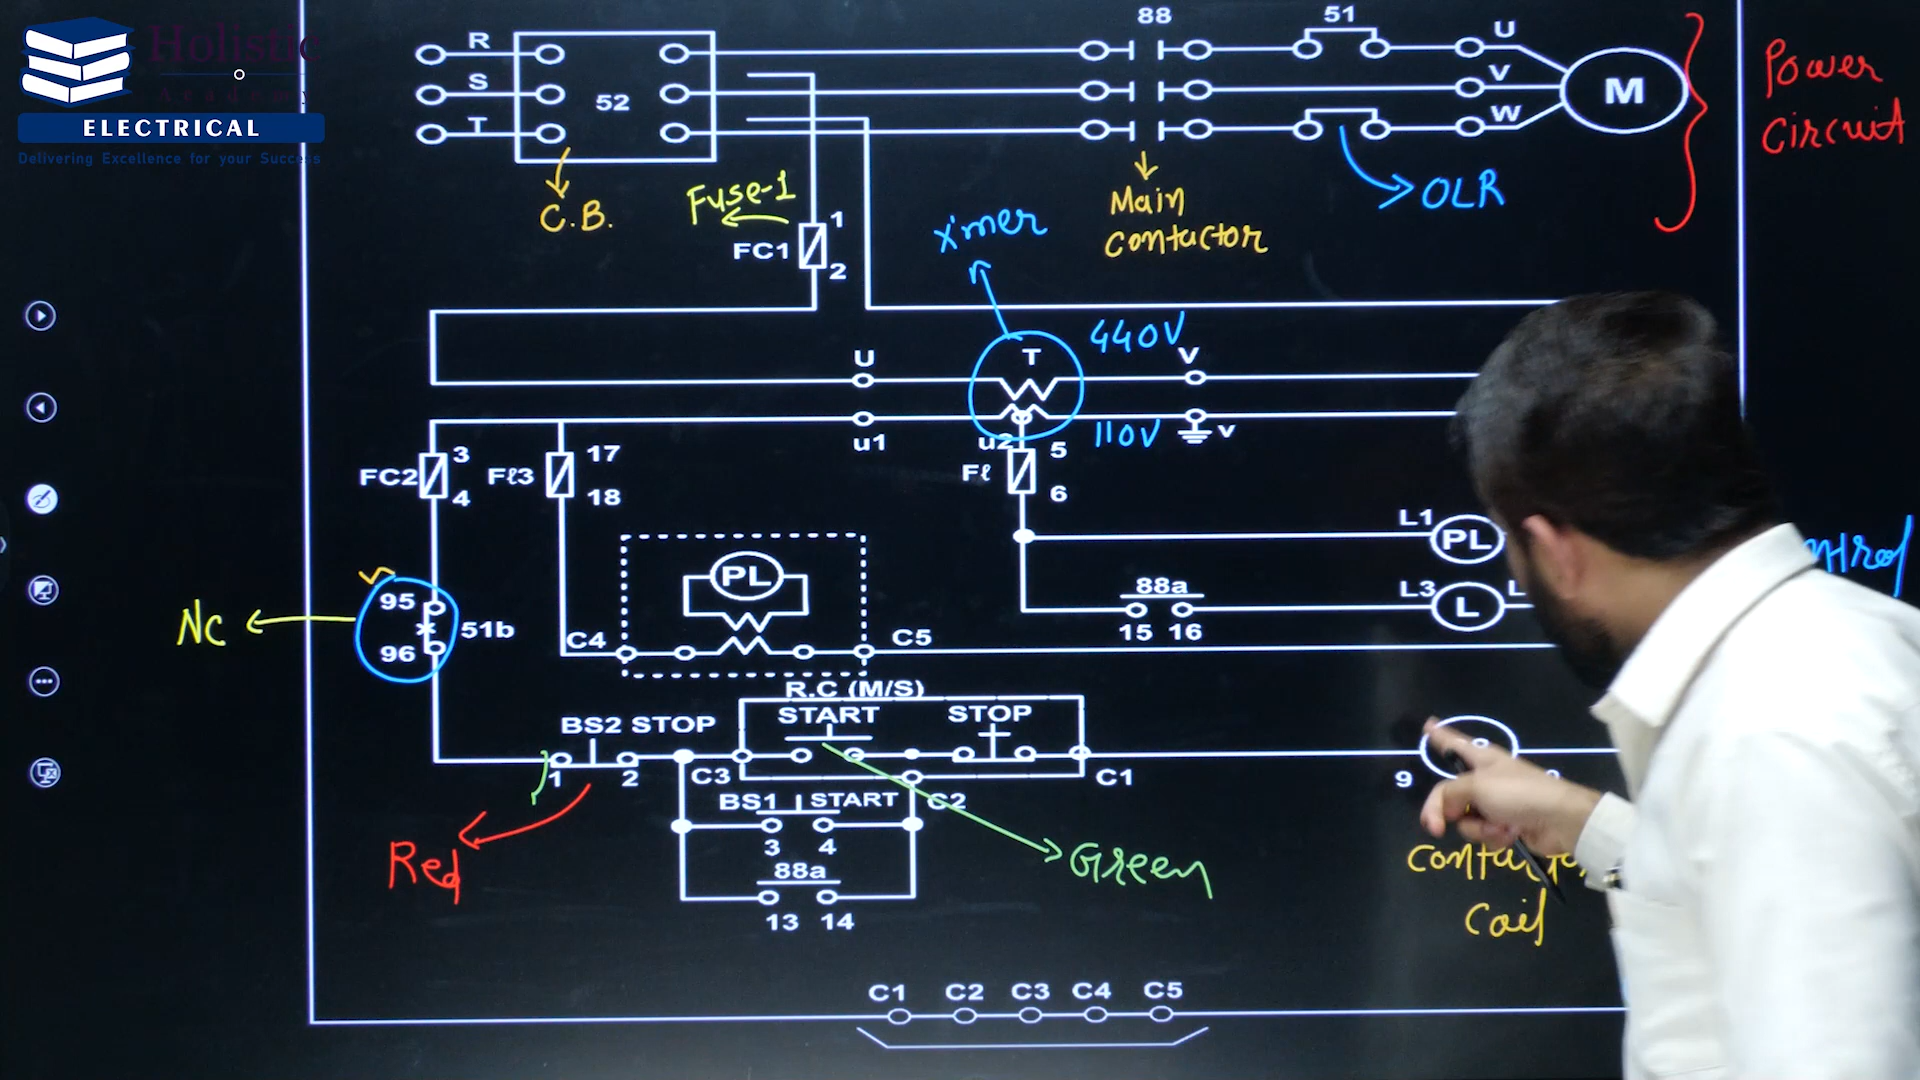 Holistic
Academy
ELECTRICAL
Delivering Excellence for your Success
88
51
R
U
S
V
52
M
T
W
Power
Circuit
C.B.
Fuse-1
Main
contactor
OLR
1
FC1
2
X'mer
440V
U
T
V
u1
u2
110V
v
FC2
3
4
Fℓ3
17
18
Fℓ
5
6
L1
PL
PL
88a
L3
L
L
15 16
NC
95
51b
96
C4
C5
R.C (M/S)
BS2 STOP
START
STOP
1
2
C3
C1
9
BS1
START
C2
3
4
88a
13 14
Red
Green
Coil
C1 C2 C3 C4 C5